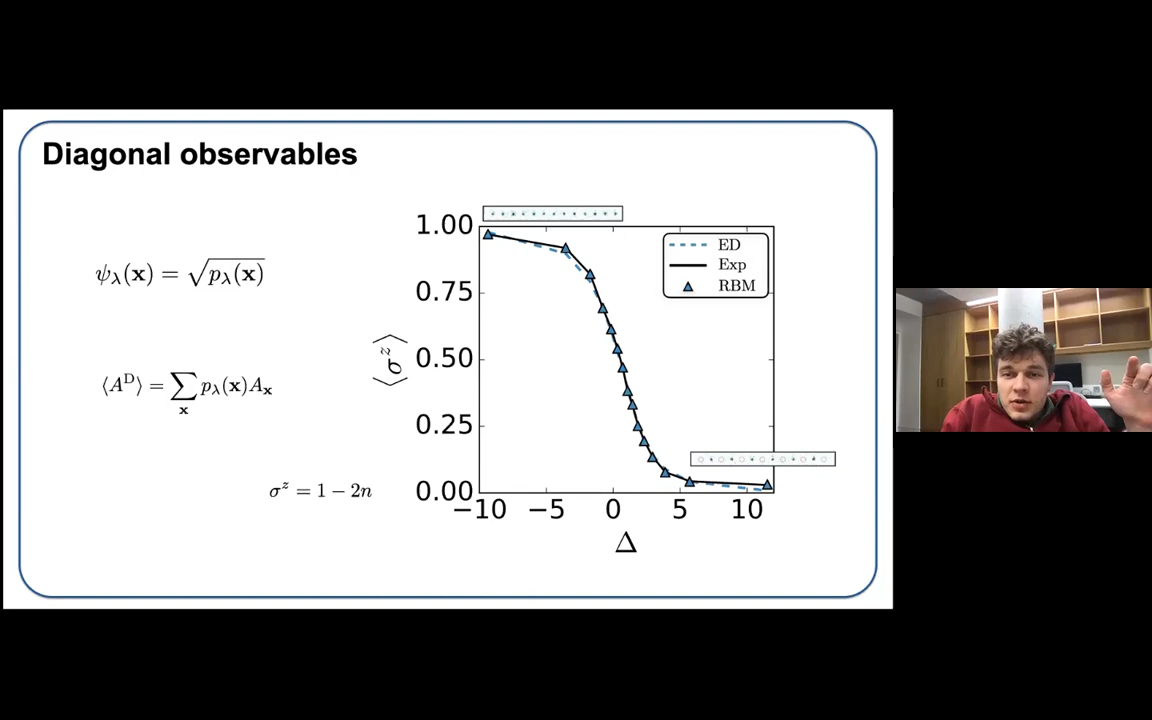 Diagonal observables
ψ_λ(𝐱) = √p_λ(𝐱)
⟨A^D⟩ = ∑_𝐱 p_λ(𝐱)A_𝐱
σ^z = 1 − 2n
⟨σ^z⟩
1.00
0.75
0.50
0.25
0.00
ED
Exp
RBM
−10 −5 0 5 10
Δ